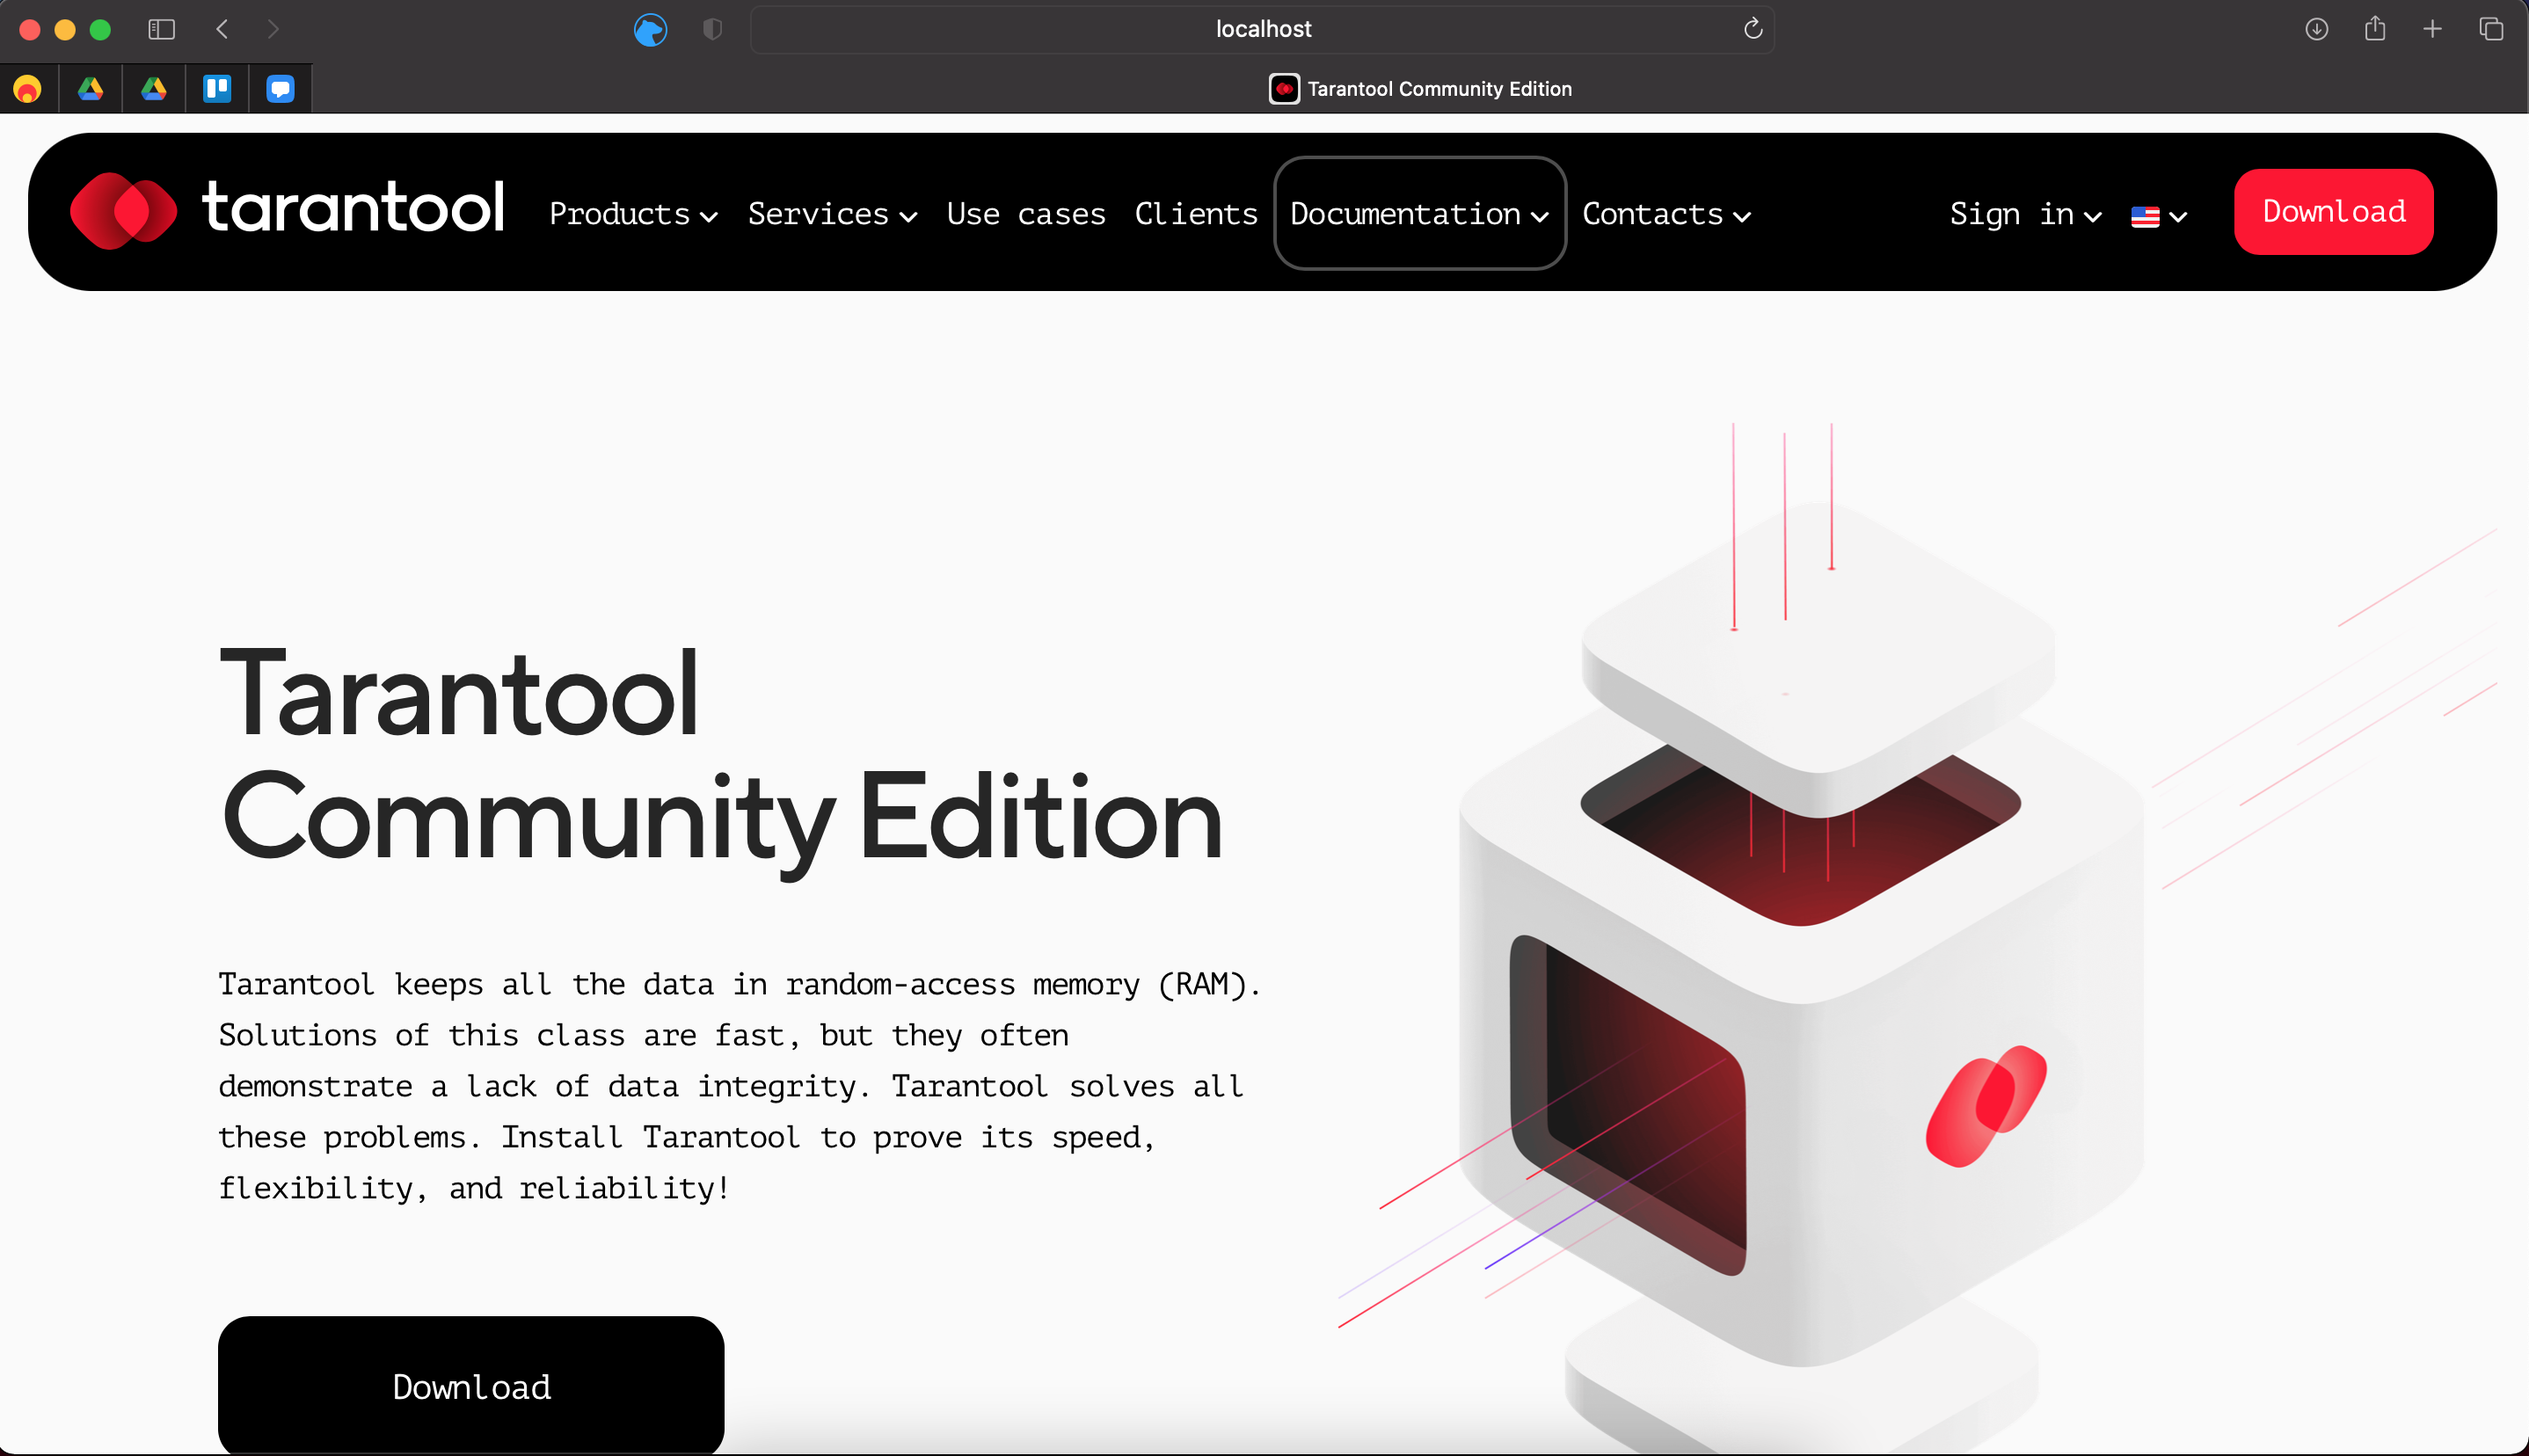 localhost
Tarantool Community Edition
tarantool Products Services Use cases Clients Documentation Contacts Sign in Download
Tarantool
Community Edition
Tarantool keeps all the data in random-access memory (RAM).
Solutions of this class are fast, but they often
demonstrate a lack of data integrity. Tarantool solves all
these problems. Install Tarantool to prove its speed,
flexibility, and reliability!
Download